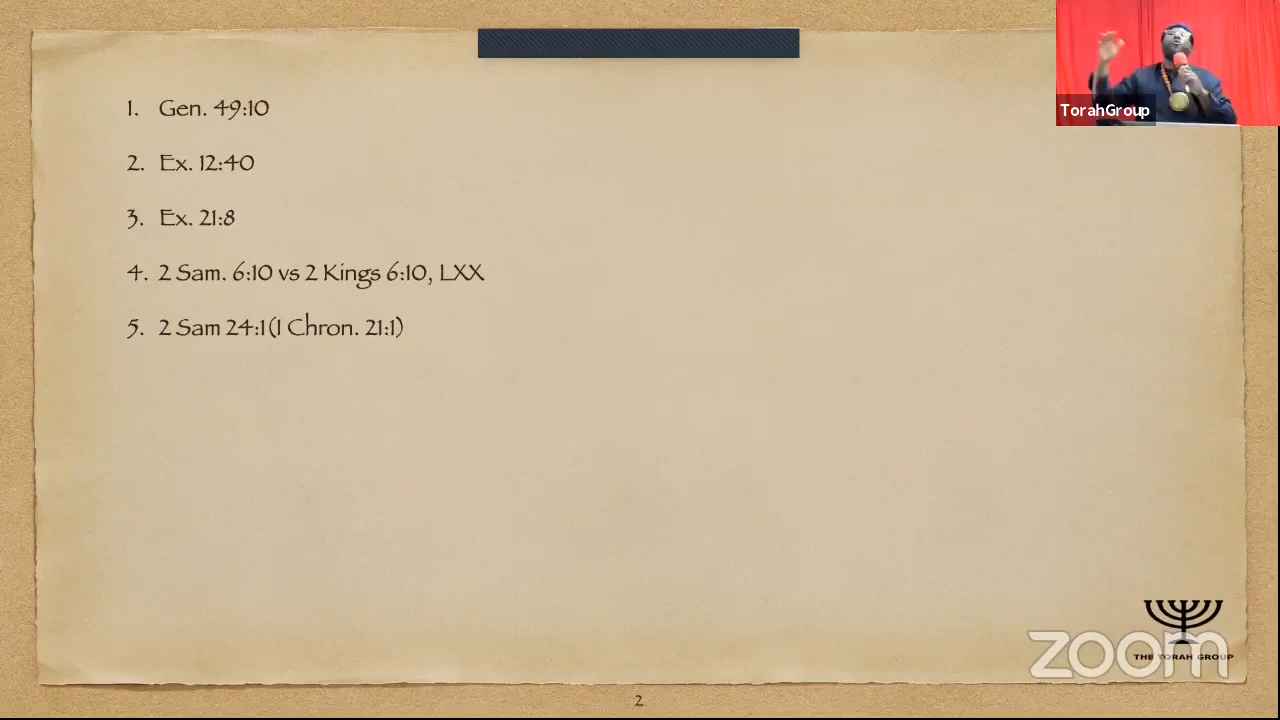 TorahGroup
1. Gen. 49:10
2. Ex. 12:40
3. Ex. 21:8
4. 2 Sam. 6:10 vs 2 Kings 6:10, LXX
5. 2 Sam 24:1(1 Chron. 21:1)
zoom
THE TORAH GROUP
2